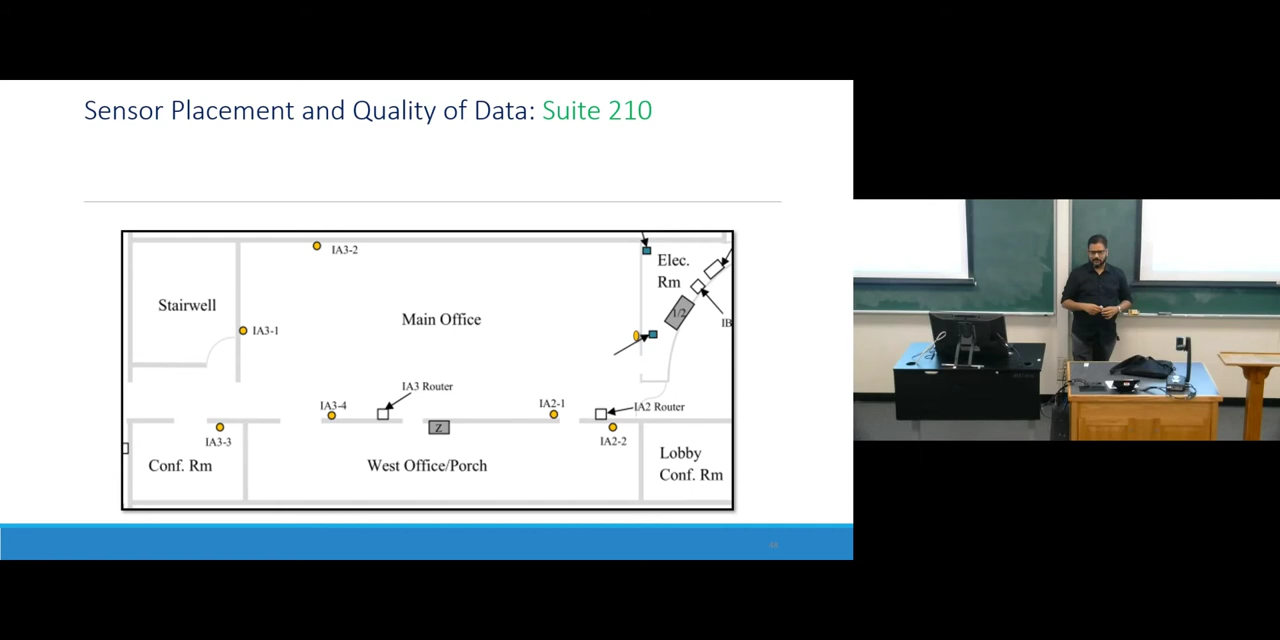 Sensor Placement and Quality of Data: Suite 210
IA3-2
Elec.
Rm
Stairwell
1/2
Main Office
IA3-1
IB
IA3 Router
IA3-4
IA2-1
IA2 Router
Z
IA3-3
IA2-2
Conf. Rm
West Office/Porch
Lobby
Conf. Rm
44